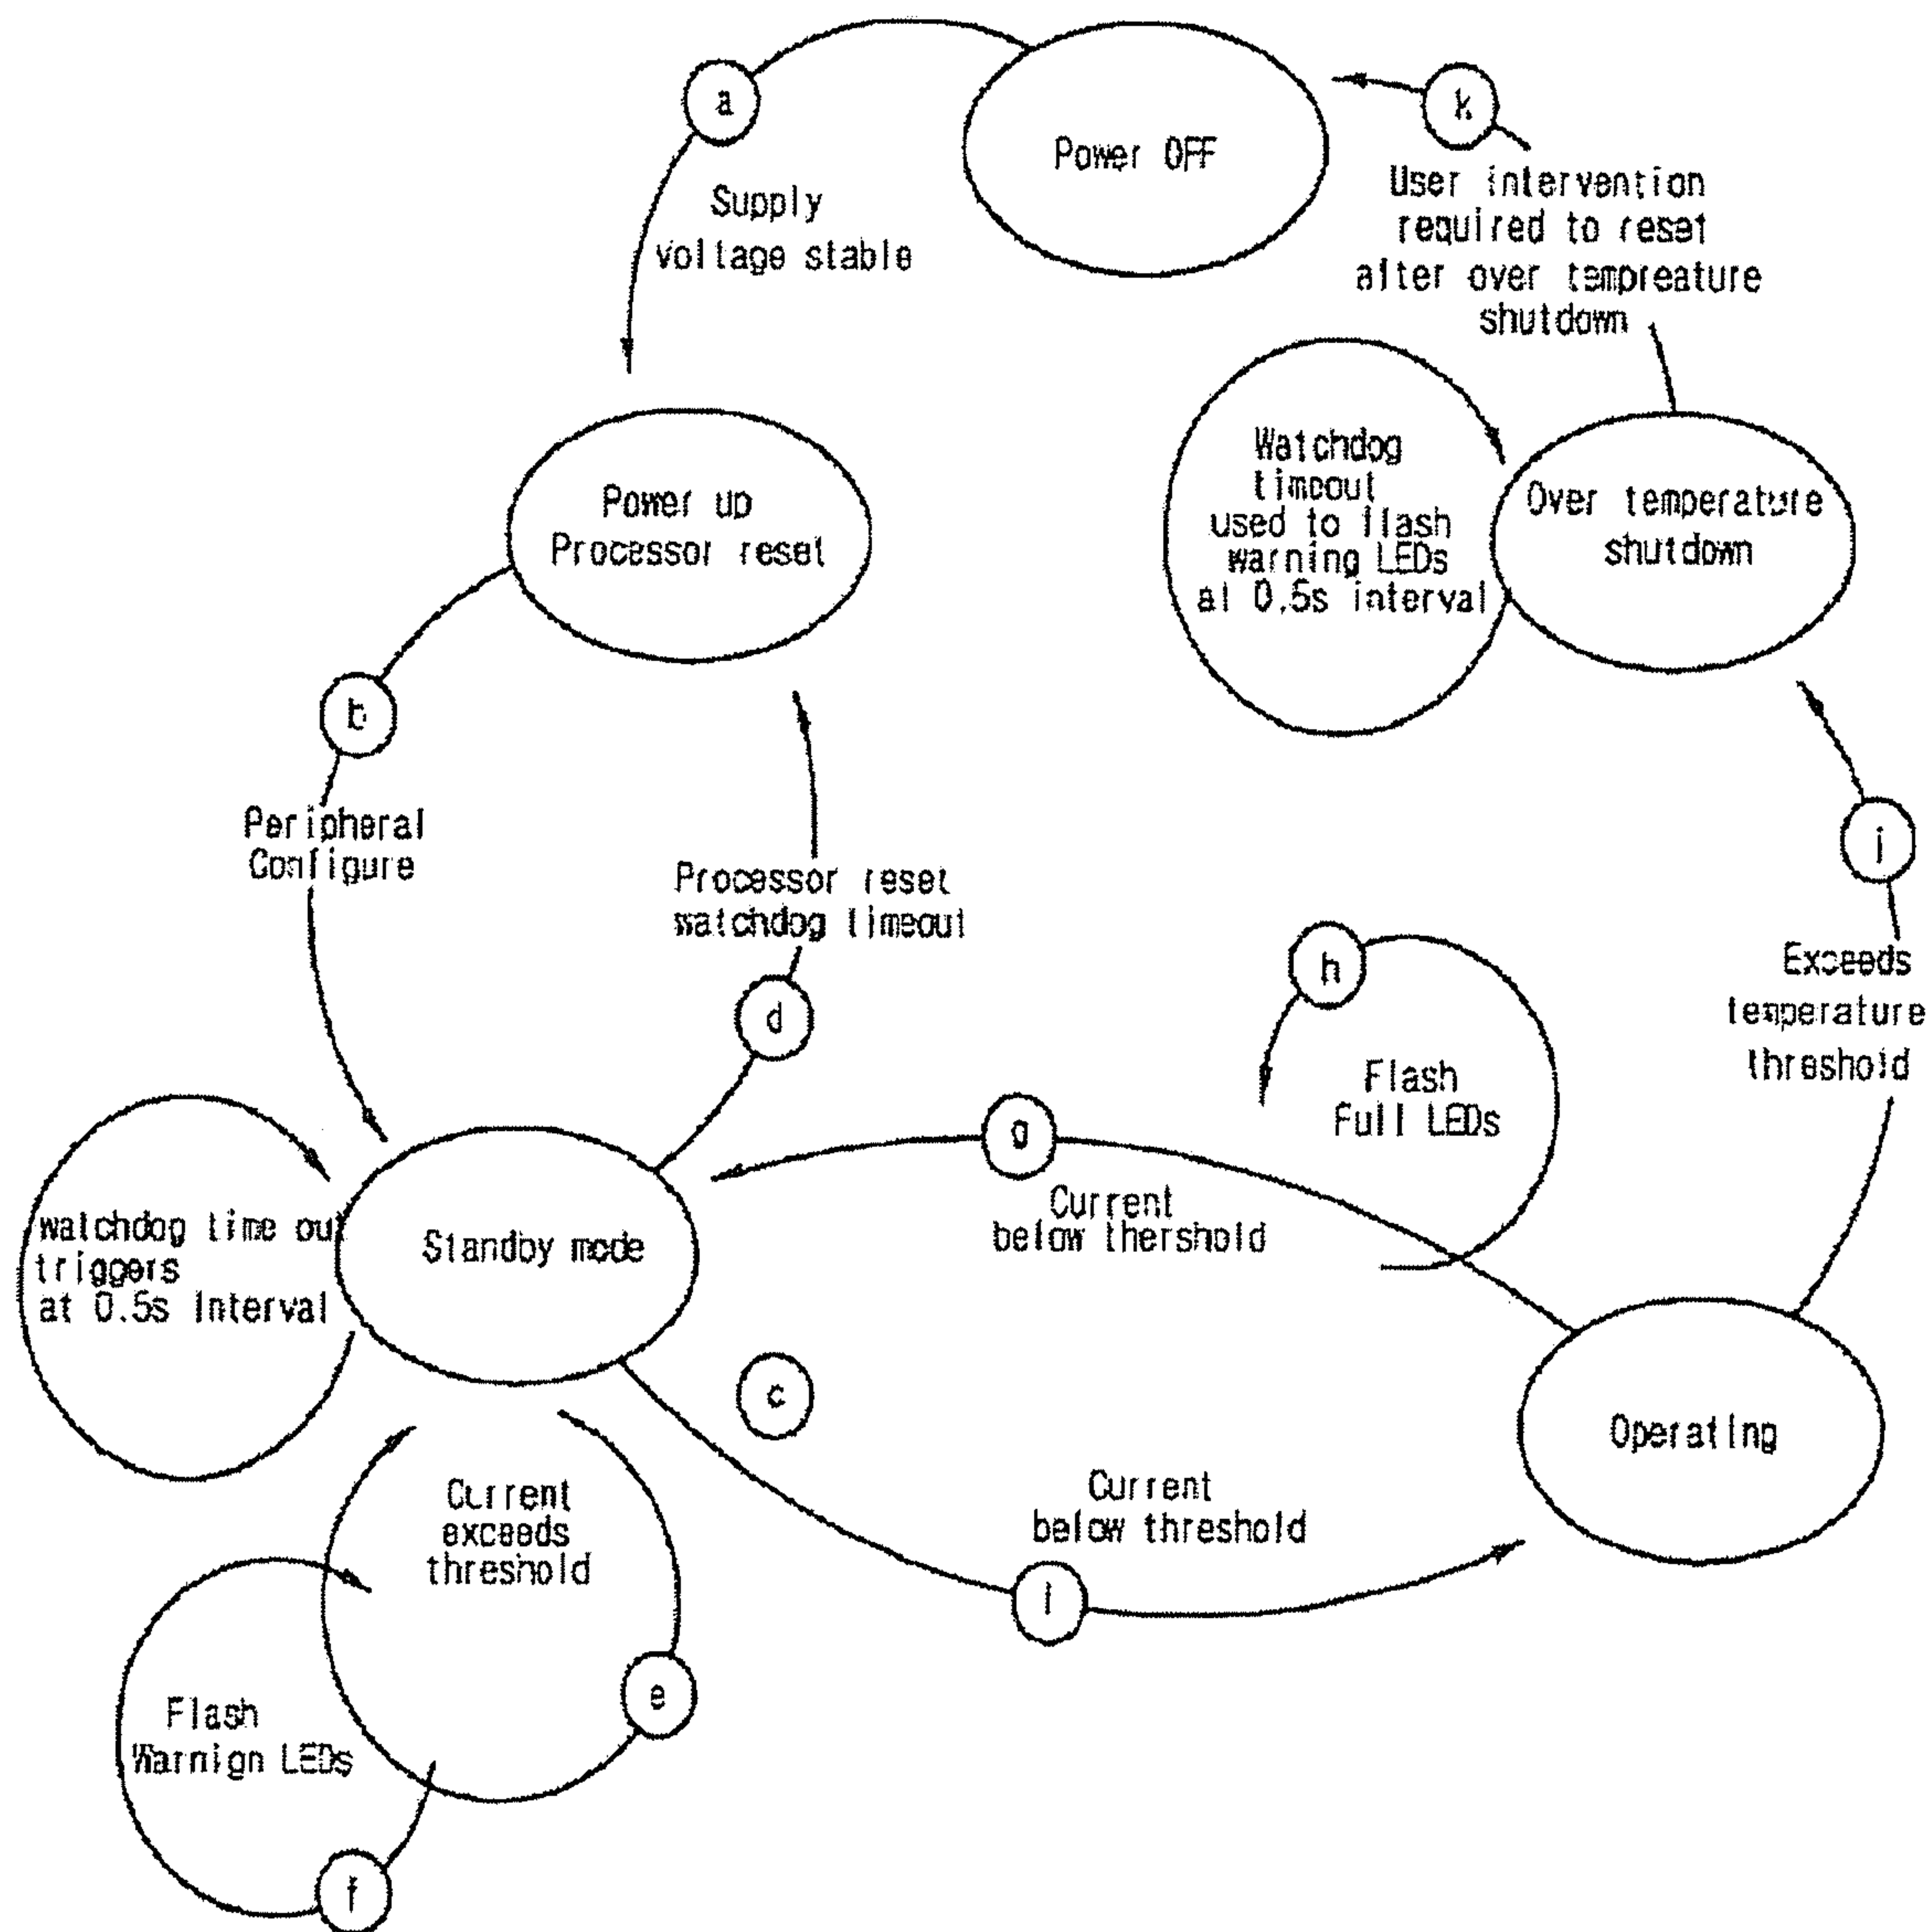 a
Power OFF
k
Supply
voltage stable
User intervention
required to reset
after over tempreature
shutdown
Power up
Processor reset
Watchdog
timeout
used to flash
warning LEDs
at 0.5s interval
Over temperature
shutdown
b
Peripheral
Configure
Processor reset
watchdog timeout
d
j
Exceeds
temperature
threshold
h
Flash
Full LEDs
g
Current
below thershold
watchdog time out
triggers
at 0.5s Interval
Standby mode
c
Operating
Current
below threshold
i
Current
exceeds
threshold
e
Flash
Warnign LEDs
f